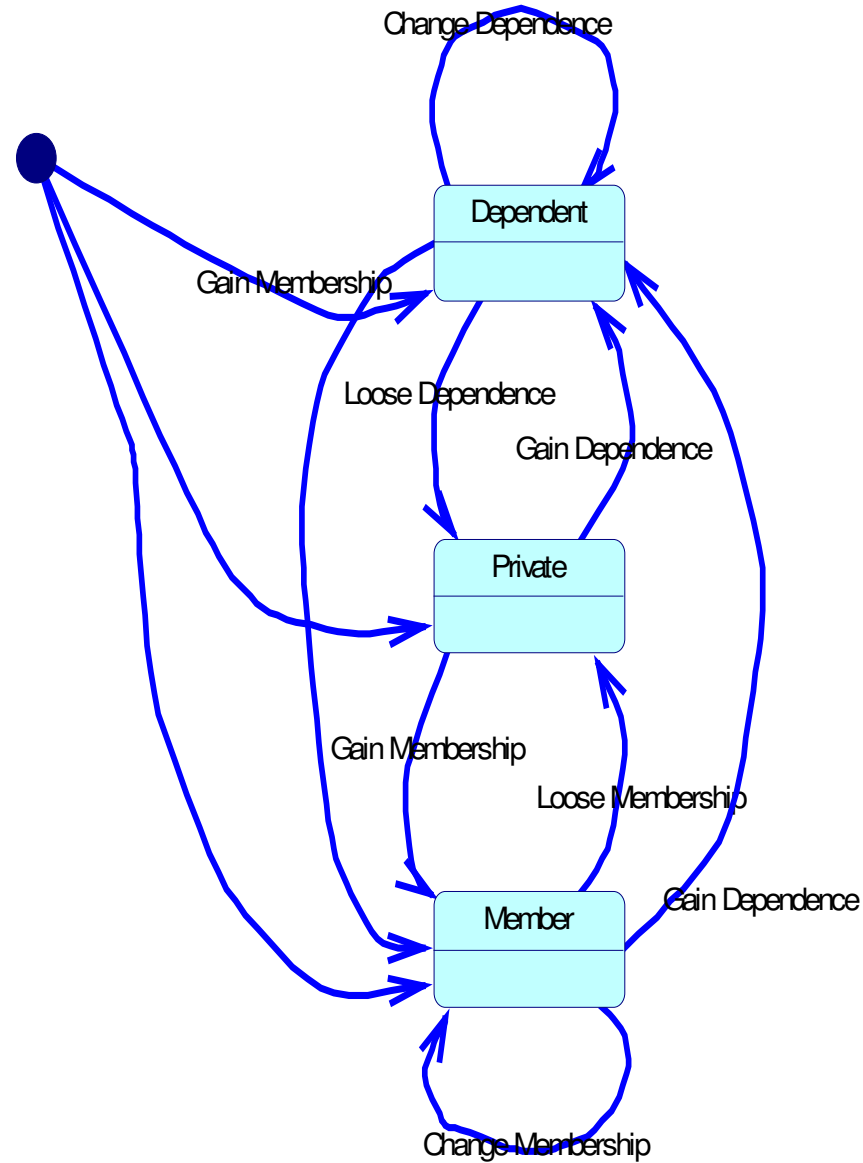 Change Dependence
Dependent
Gain Membership
Loose Dependence
Gain Dependence
Private
Gain Membership
Loose Membership
Gain Dependence
Member
Change Membership